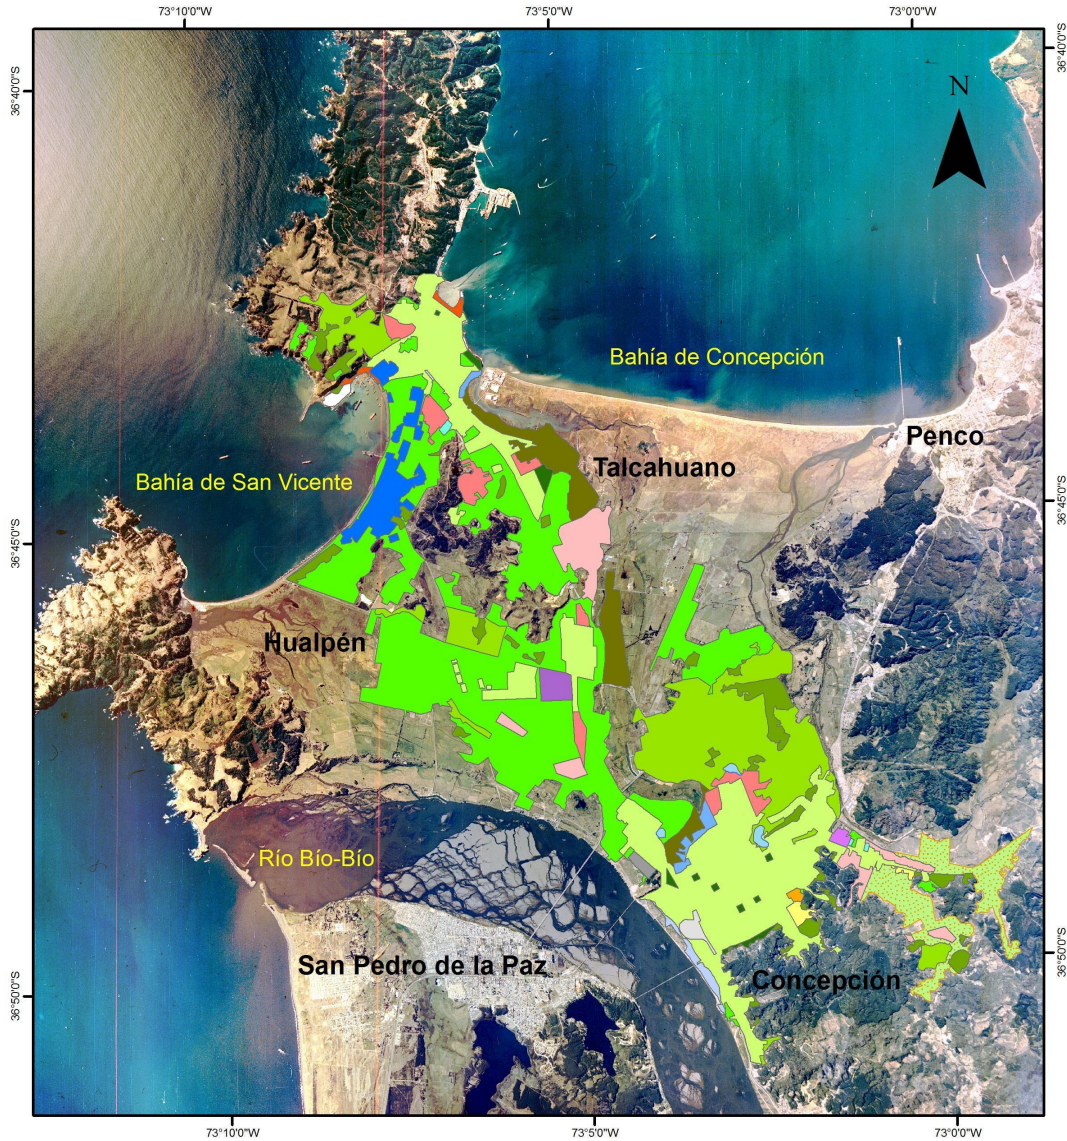 73°10'0"W
73°5'0"W
73°0'0"W
36°40'0"S
36°40'0"S
N
Bahía de Concepción
Penco
Talcahuano
Bahía de San Vicente
36°45'0"S
36°45'0"S
Hualpén
Río Bío-Bío
San Pedro de la Paz
Concepción
36°50'0"S
36°50'0"S
73°10'0"W
73°5'0"W
73°0'0"W